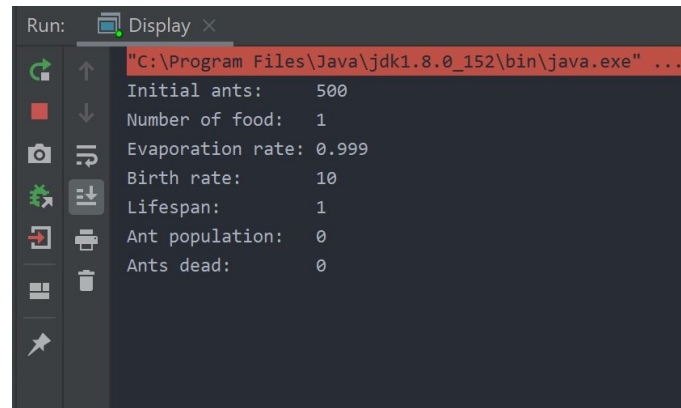 Run: Display ×
"C:\Program Files\Java\jdk1.8.0_152\bin\java.exe" ...
Initial ants: 500
Number of food: 1
Evaporation rate: 0.999
Birth rate: 10
Lifespan: 1
Ant population: 0
Ants dead: 0